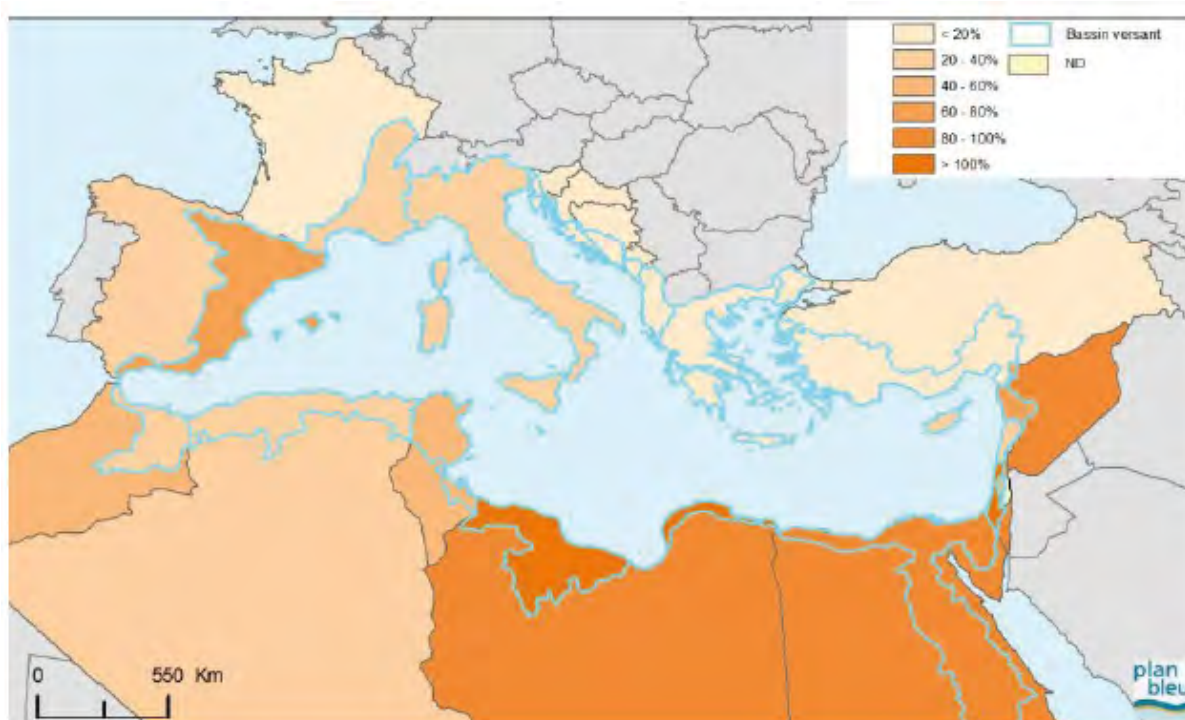 < 20%
20 - 40%
40 - 60%
60 - 80%
80 - 100%
> 100%
Bassin versant
ND
0 550 Km
plan
bleu